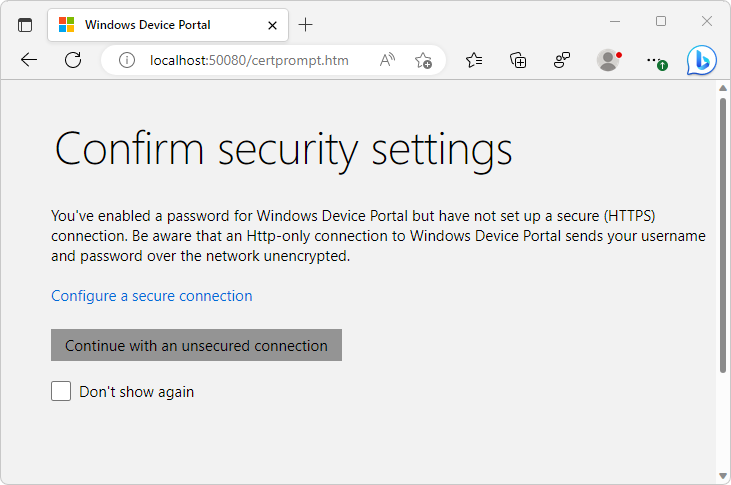 Windows Device Portal
localhost:50080/certprompt.htm
Confirm security settings
You've enabled a password for Windows Device Portal but have not set up a secure (HTTPS)
connection. Be aware that an Http-only connection to Windows Device Portal sends your username
and password over the network unencrypted.
Configure a secure connection
Continue with an unsecured connection
Don't show again